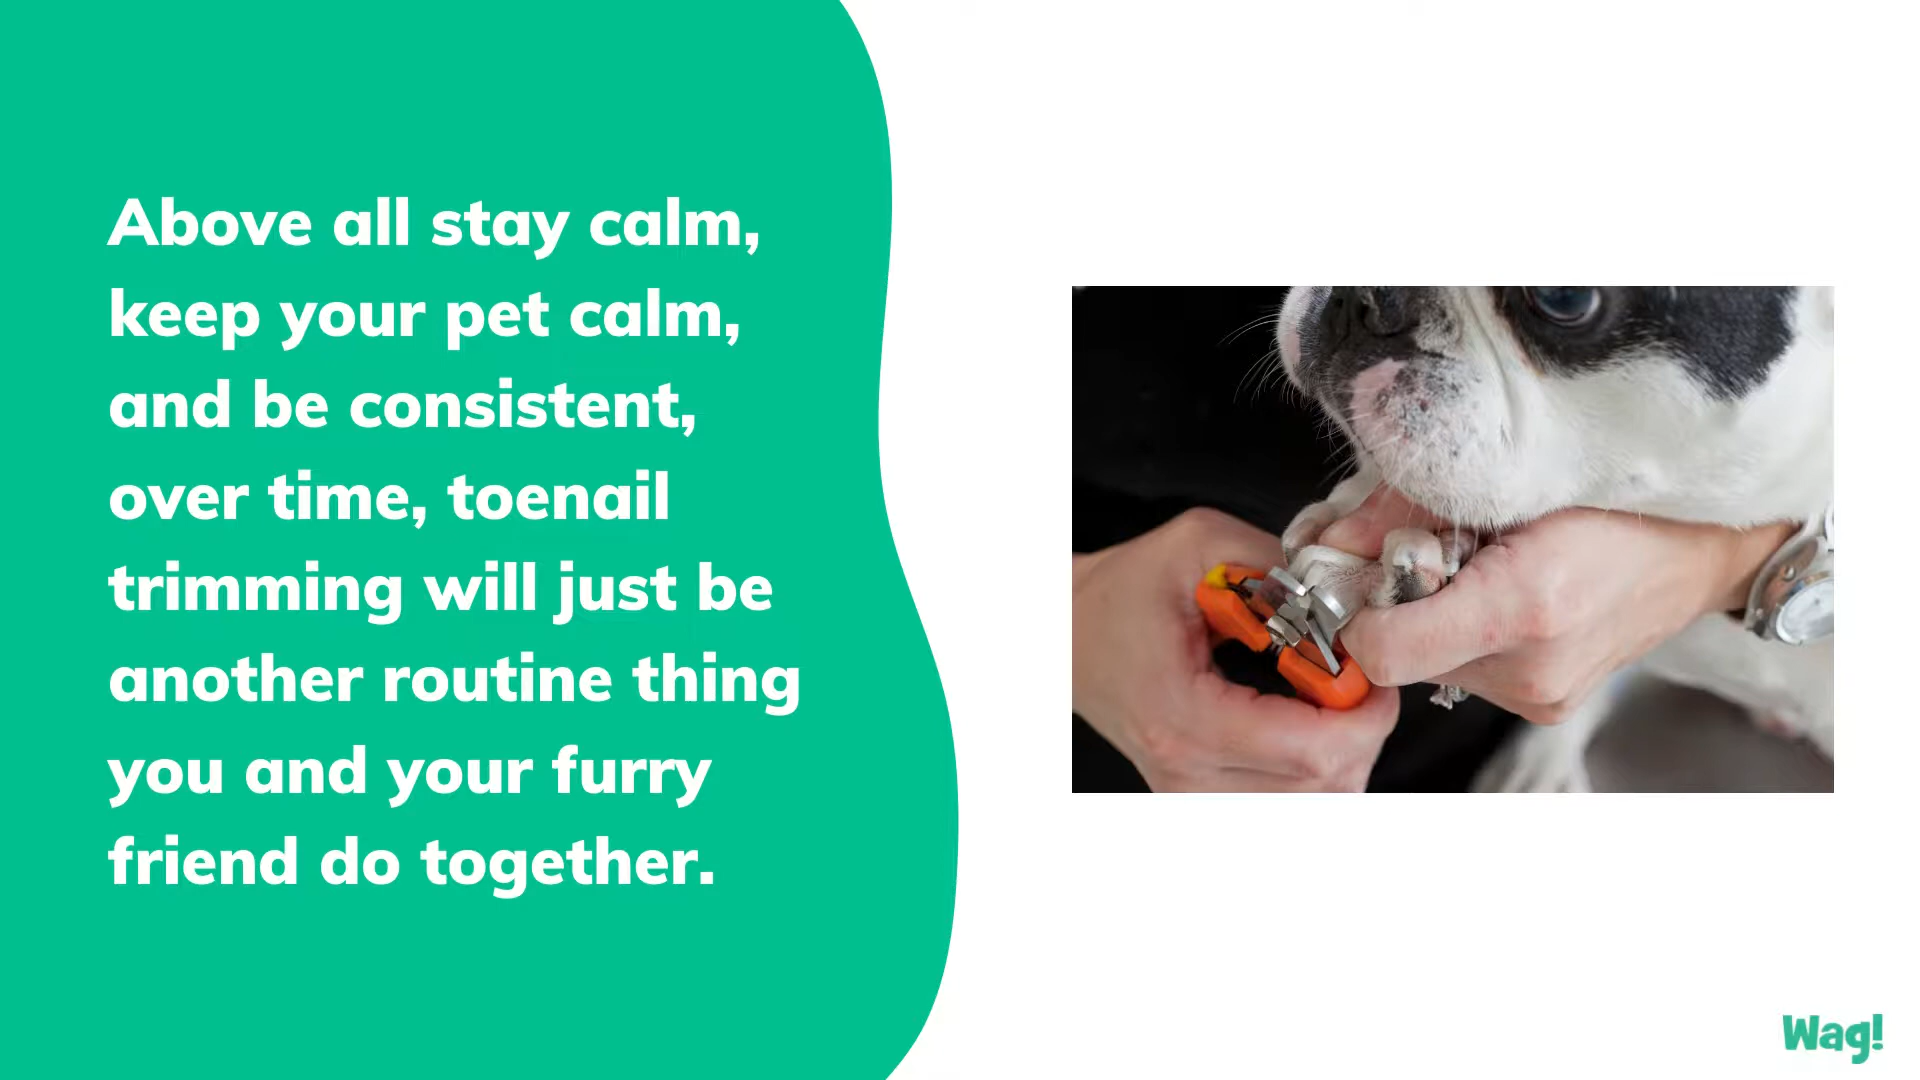 Above all stay calm,
keep your pet calm,
and be consistent,
over time, toenail
trimming will just be
another routine thing
you and your furry
friend do together.
Wag!